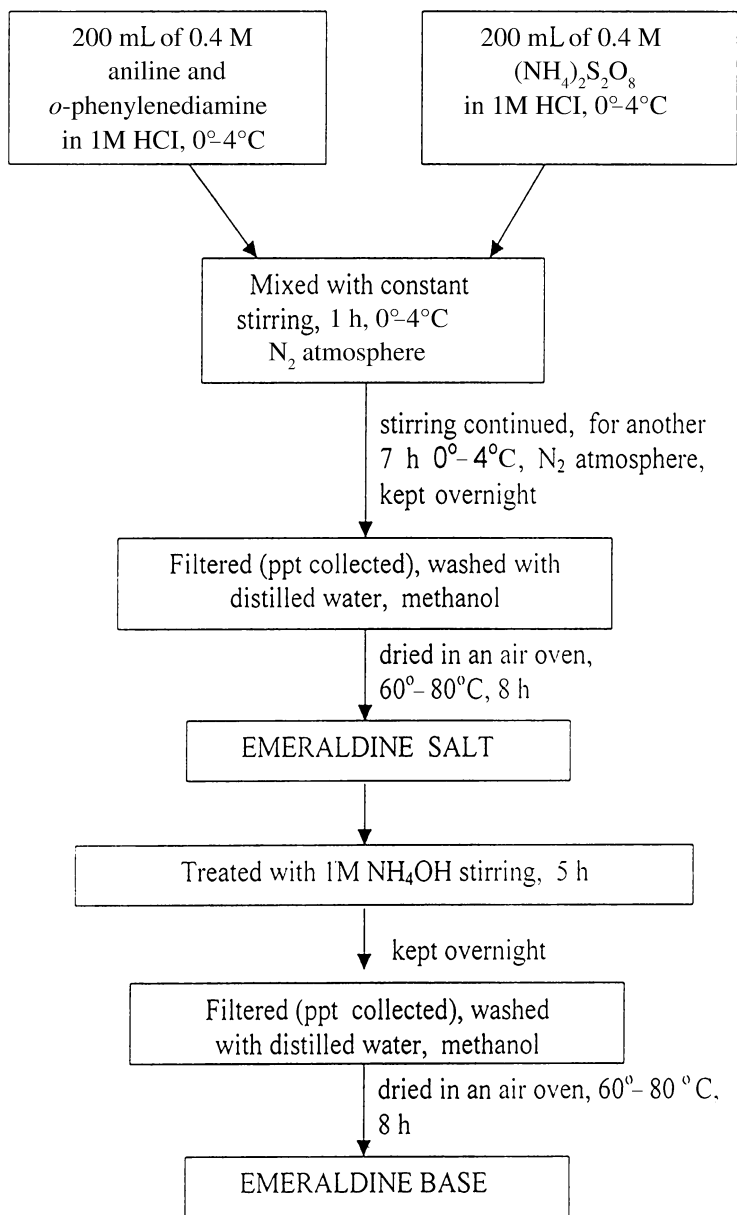 200 mL of 0.4 M
aniline and
o-phenylenediamine
in 1M HCl, 0°–4°C
200 mL of 0.4 M
(NH₄)₂S₂O₈
in 1M HCl, 0°–4°C
Mixed with constant
stirring, 1 h, 0°–4°C
N₂ atmosphere
stirring continued, for another
7 h 0°–4°C, N₂ atmosphere,
kept overnight
Filtered (ppt collected), washed with
distilled water, methanol
dried in an air oven,
60°–80°C, 8 h
EMERALDINE SALT
Treated with 1M NH₄OH stirring, 5 h
kept overnight
Filtered (ppt collected), washed
with distilled water, methanol
dried in an air oven, 60°–80 °C,
8 h
EMERALDINE BASE